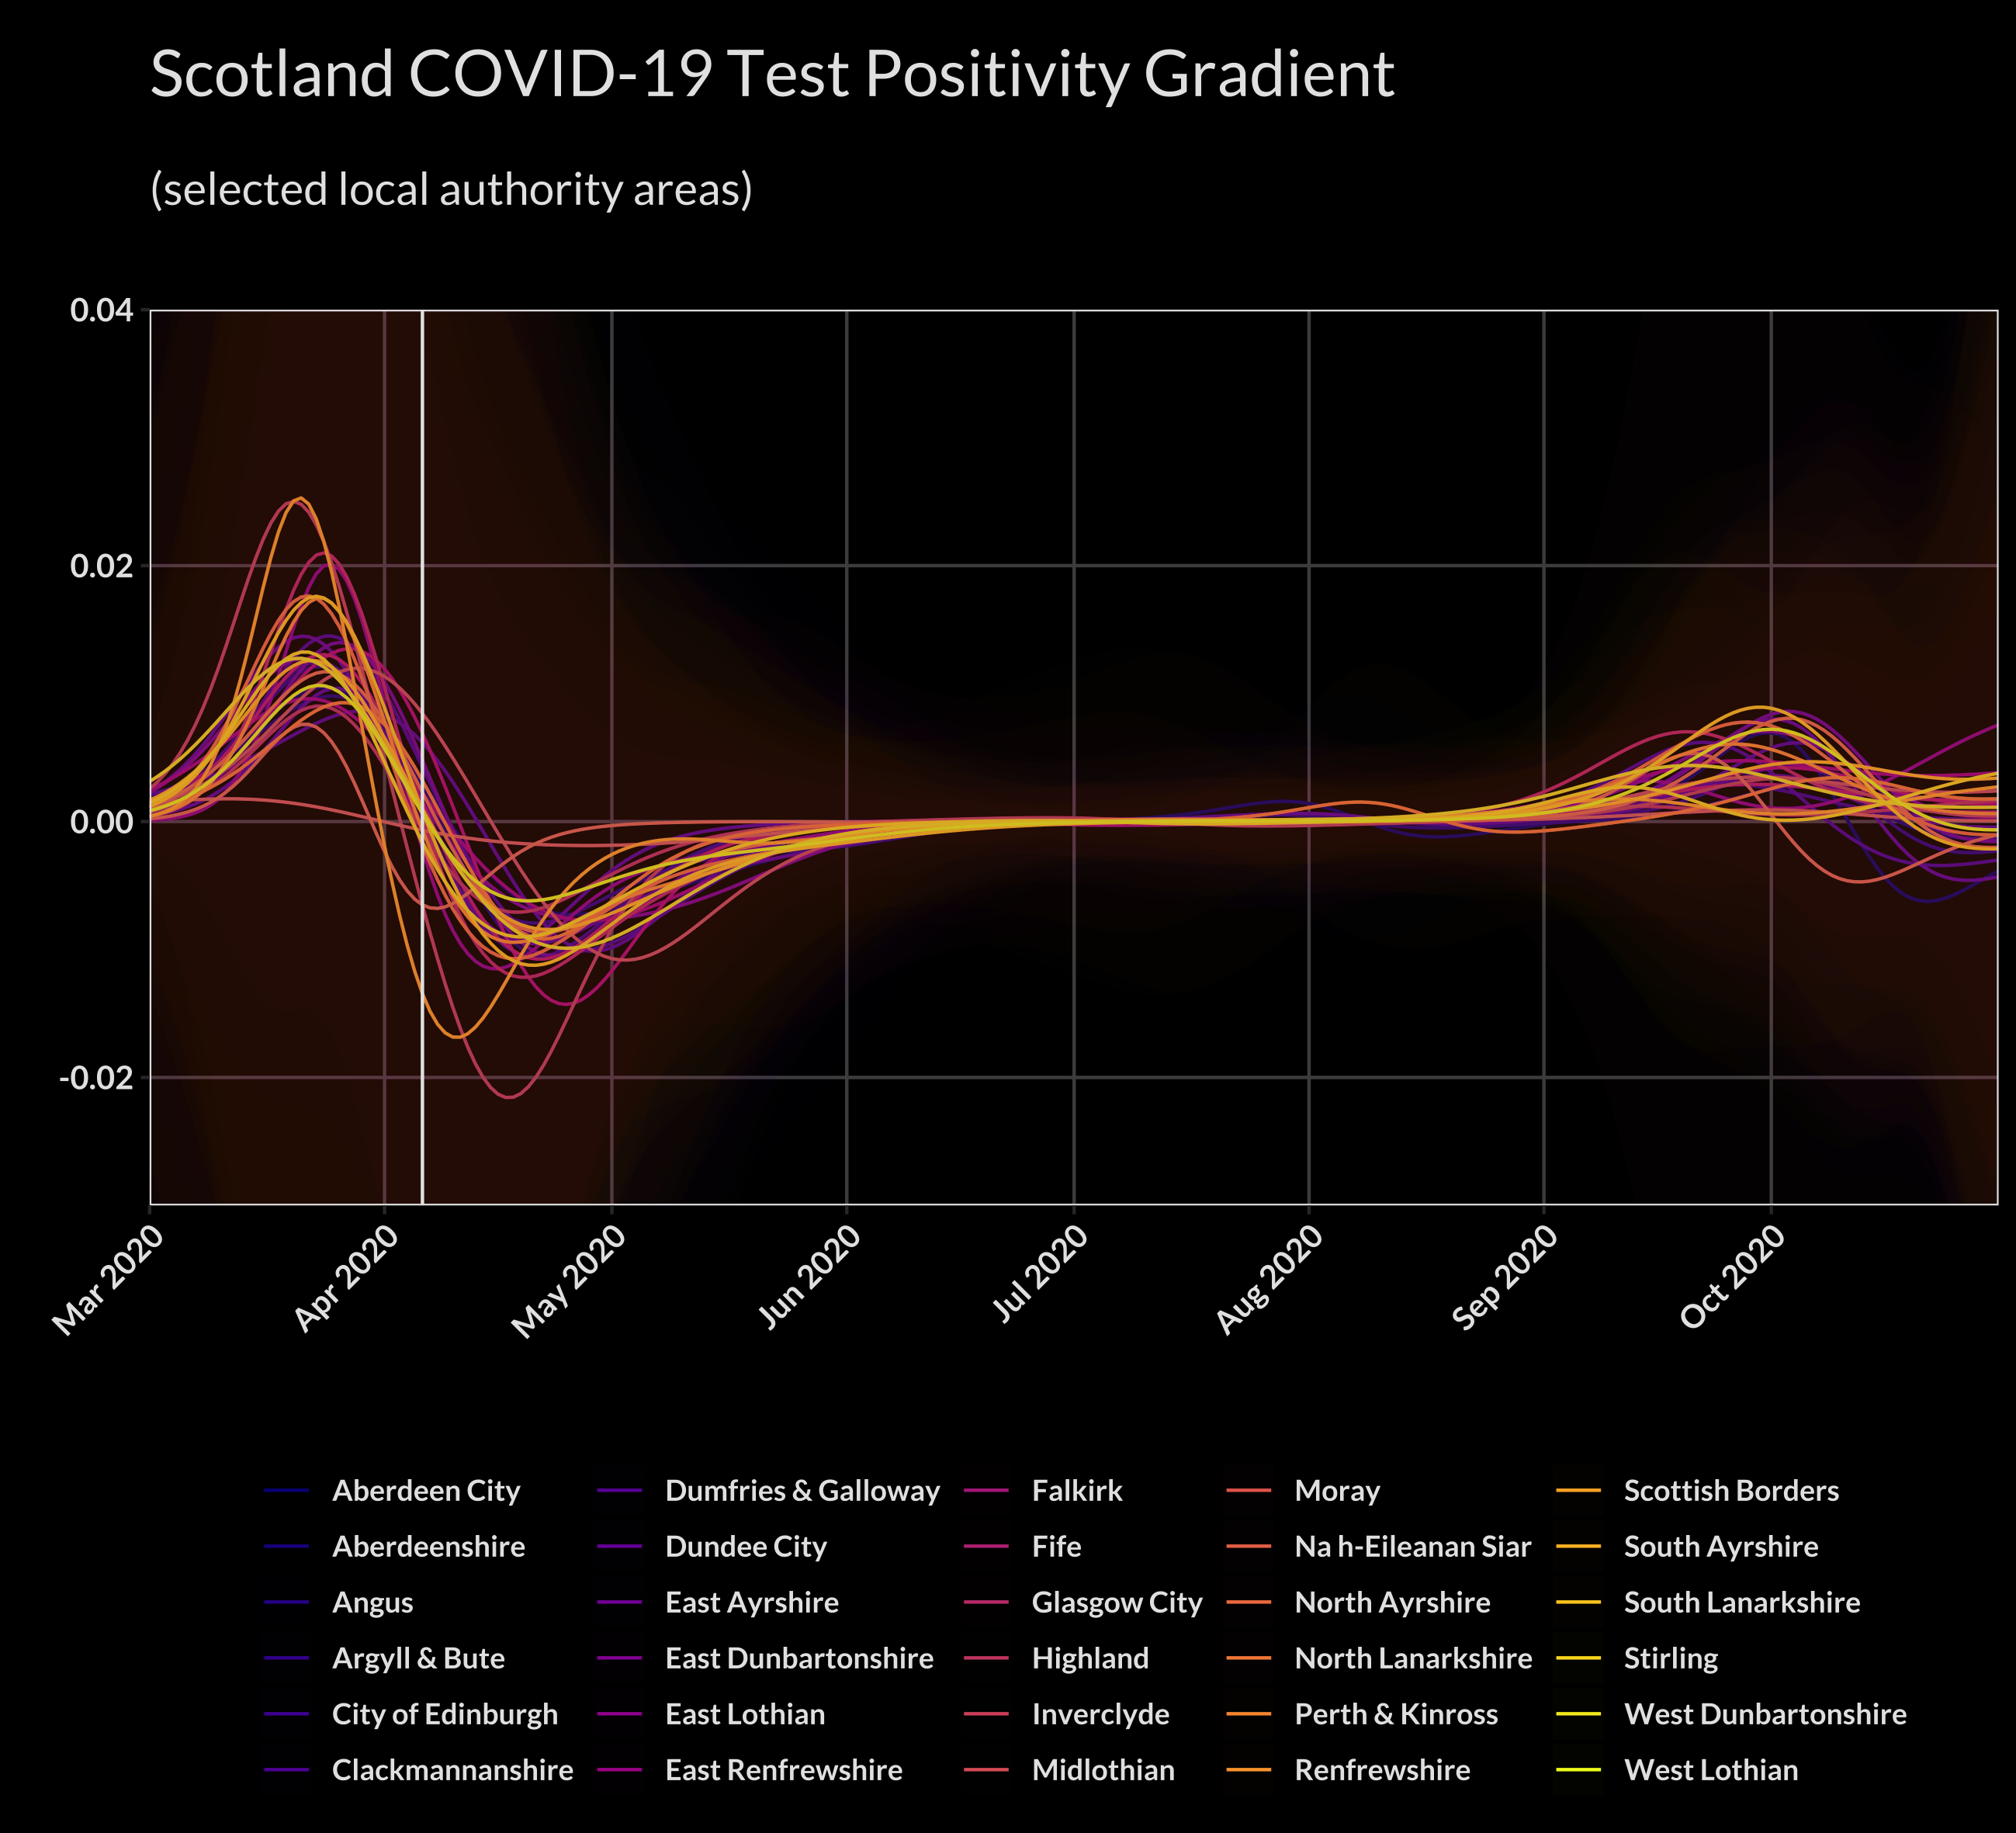 Scotland COVID-19 Test Positivity Gradient
(selected local authority areas)
0.04
0.02
0.00
-0.02
Mar 2020
Apr 2020
May 2020
Jun 2020
Jul 2020
Aug 2020
Sep 2020
Oct 2020
Aberdeen City
Aberdeenshire
Angus
Argyll & Bute
City of Edinburgh
Clackmannanshire
Dumfries & Galloway
Dundee City
East Ayrshire
East Dunbartonshire
East Lothian
East Renfrewshire
Falkirk
Fife
Glasgow City
Highland
Inverclyde
Midlothian
Moray
Na h-Eileanan Siar
North Ayrshire
North Lanarkshire
Perth & Kinross
Renfrewshire
Scottish Borders
South Ayrshire
South Lanarkshire
Stirling
West Dunbartonshire
West Lothian